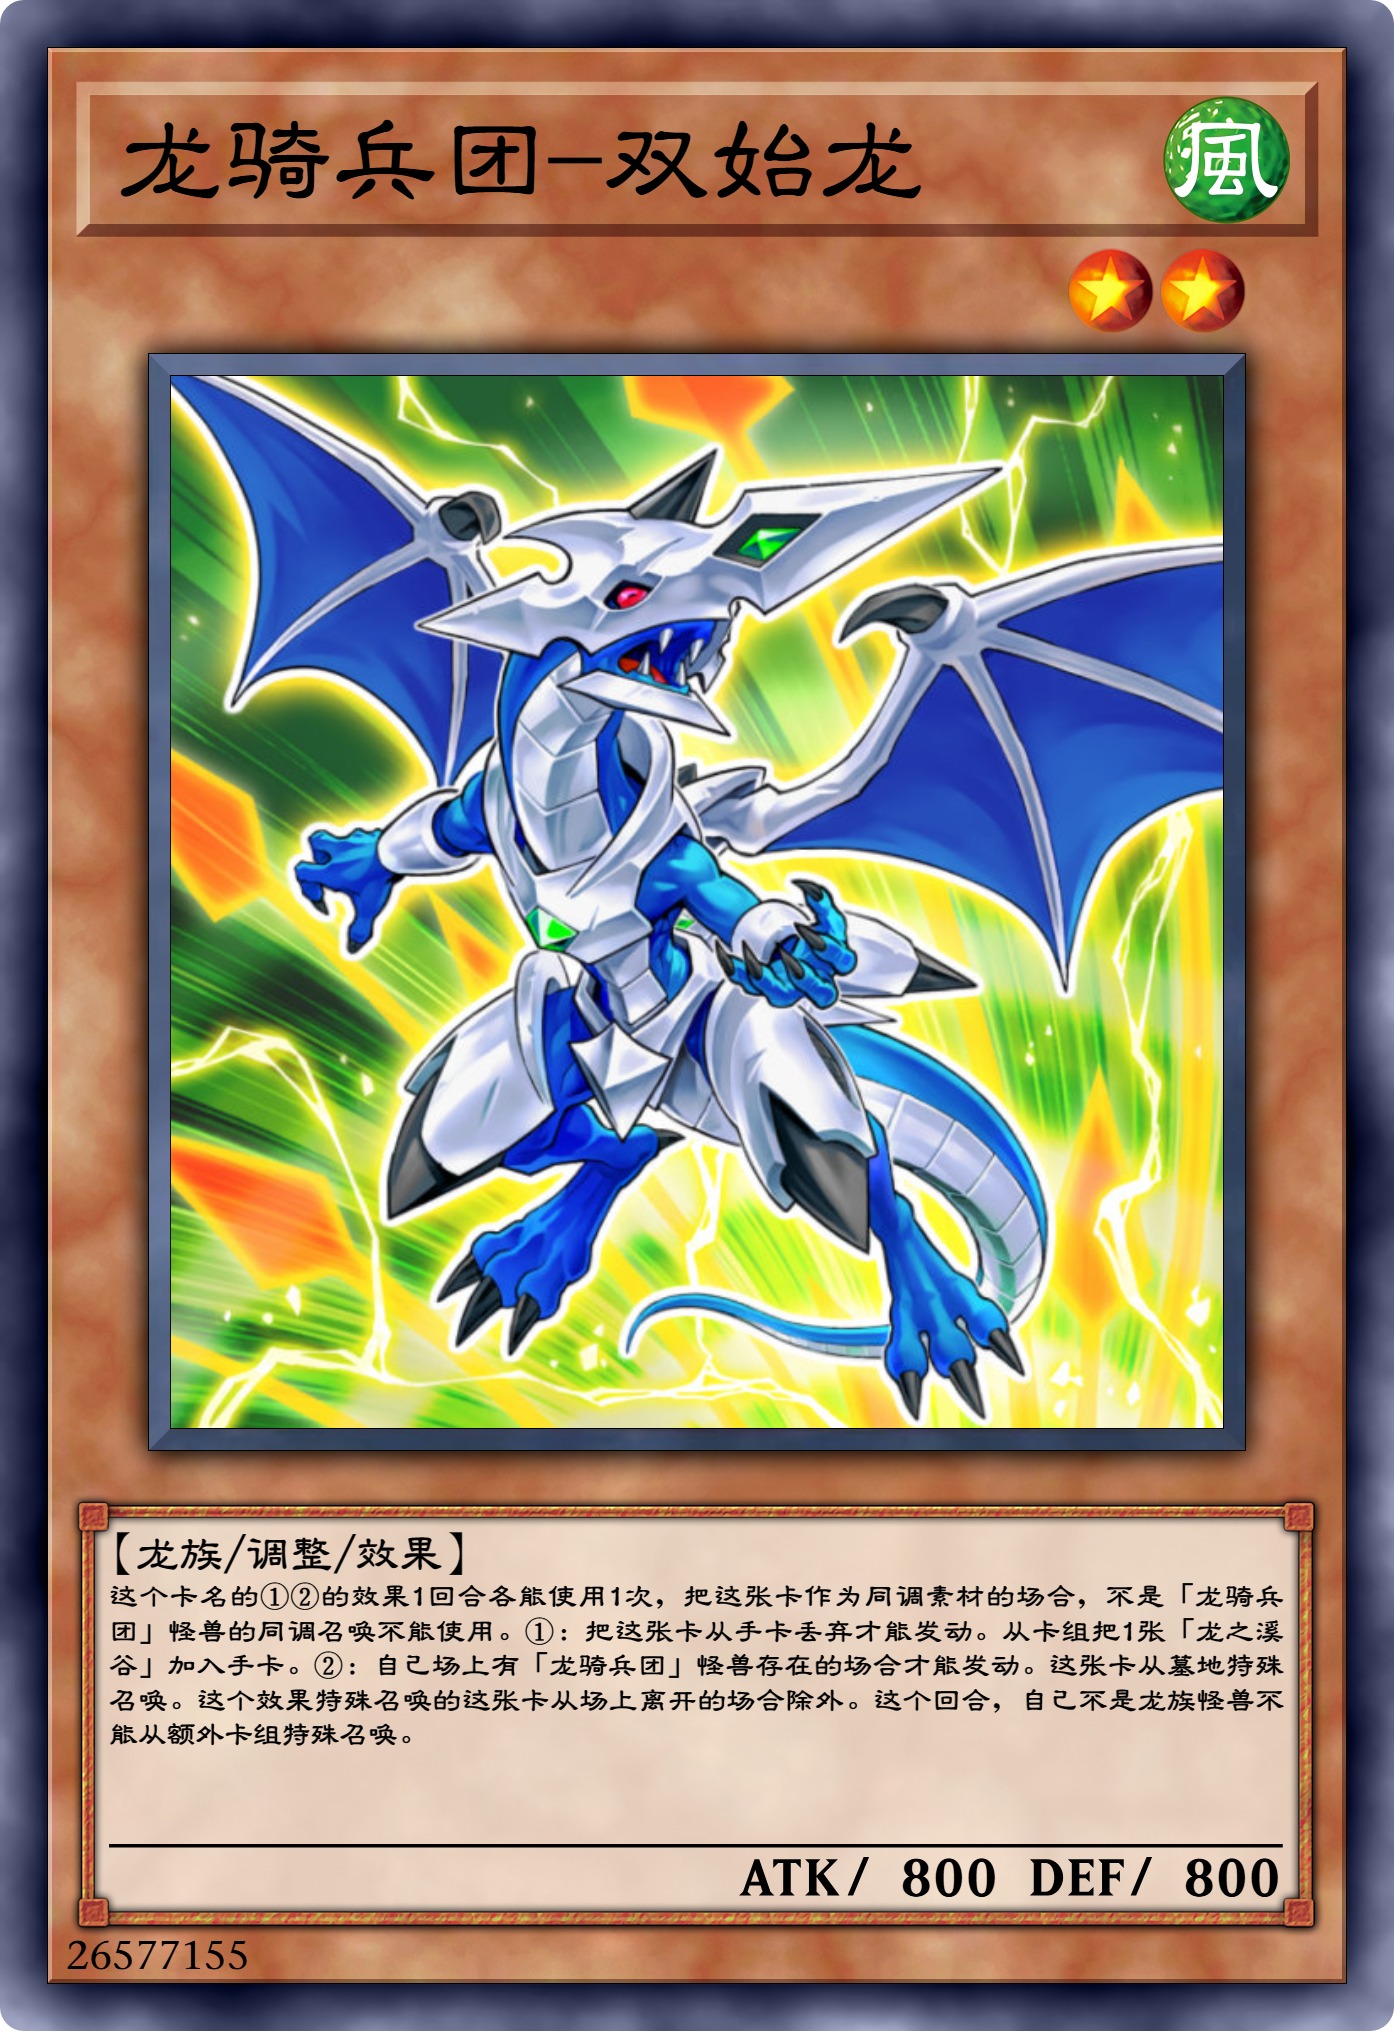 龙骑兵团-双始龙
風
【龙族/调整/效果】
这个卡名的①②的效果1回合各能使用1次，把这张卡作为同调素材的场合，不是「龙骑兵
团」怪兽的同调召唤不能使用。①：把这张卡从手卡丢弃才能发动。从卡组把1张「龙之溪
谷」加入手卡。②：自己场上有「龙骑兵团」怪兽存在的场合才能发动。这张卡从墓地特殊
召唤。这个效果特殊召唤的这张卡从场上离开的场合除外。这个回合，自己不是龙族怪兽不
能从额外卡组特殊召唤。
ATK/ 800 DEF/ 800
26577155